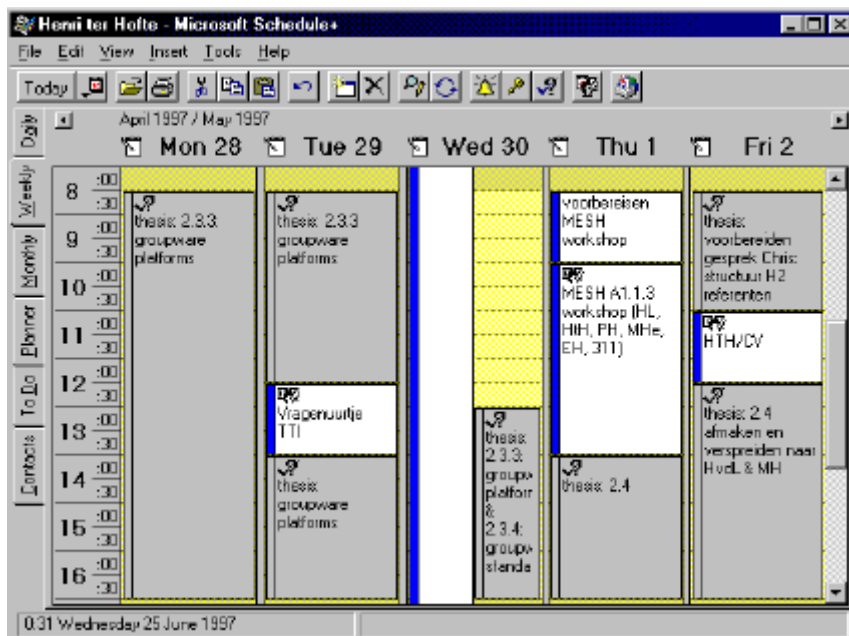 Henri ter Hofte - Microsoft Schedule+
File Edit View Insert Tools Help
Today
April 1997 / May 1997
Mon 28 Tue 29 Wed 30 Thu 1 Fri 2
Daily
Weekly
Monthly
Planner
To Do
Contacts
8 :00
:30
9 :00
:30
10 :00
:30
11 :00
:30
12 :00
:30
13 :00
:30
14 :00
:30
15 :00
:30
16 :00
:30
thesis: 2.3.3:
groupware
platforms
thesis: 2.3.3
groupware
platforms
Vragenuurtje
TTI
thesis:
groupware
platforms
thesis:
2.3.3:
groupw
platforr
&
2.3.4:
groupw
standa
voorbereisen
MESH
workshop
MESH A1.1.3
workshop (HL,
HtH, PH, MHe,
EH, 311)
thesis: 2.4
thesis:
voorbereiden
gesprek Chris:
structuur H2
referenten
HTH/CV
thesis: 2.4
afmaken en
verspreiden naar
HvdL & MH
0:31 Wednesday 25 June 1997